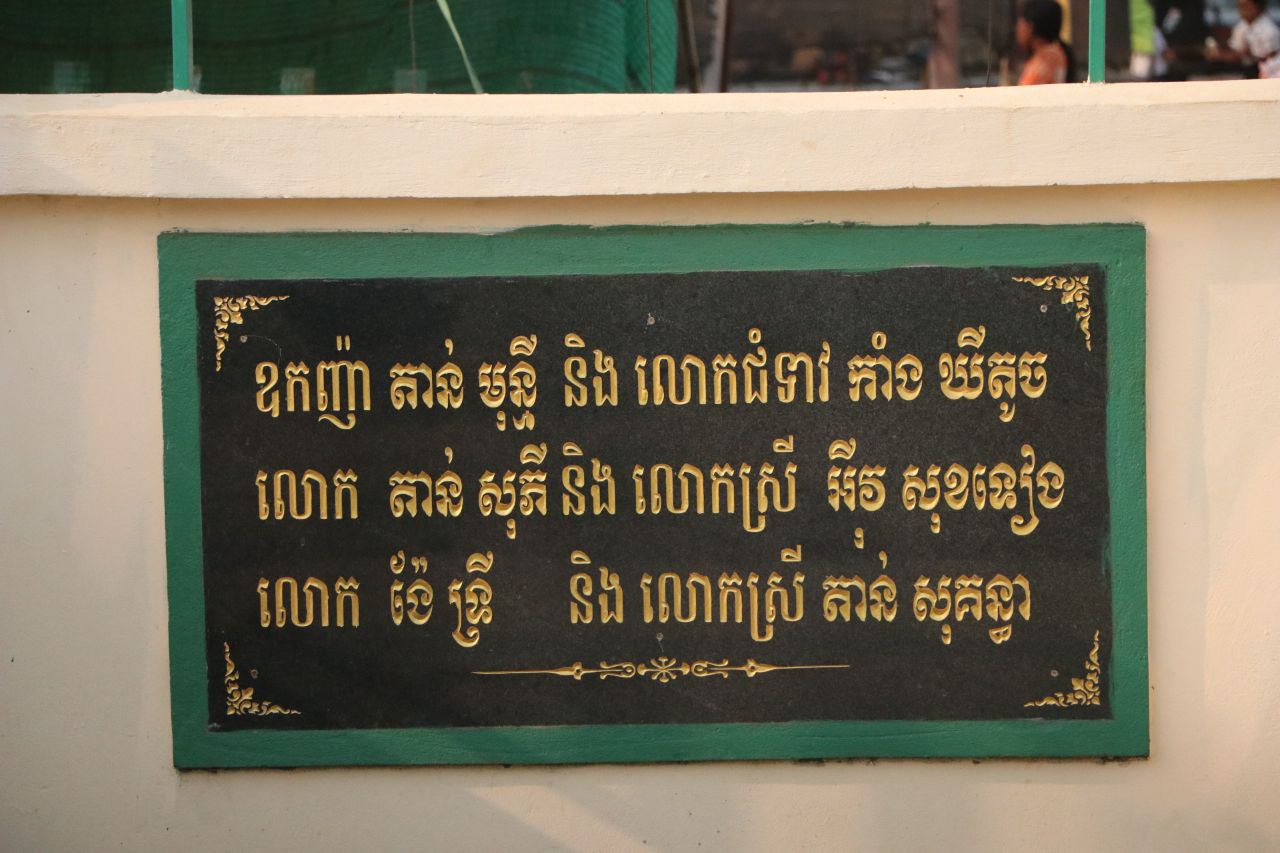 ឧកញ៉ា តាន់ មុន្នី និង លោកជំទាវ កាំង ឃីតូច
លោក តាន់ សុភី និង លោកស្រី អ៊ីវ សុខទៀង
លោក ង៉ែ ទ្រី និង លោកស្រី តាន់ សុគន្ធា